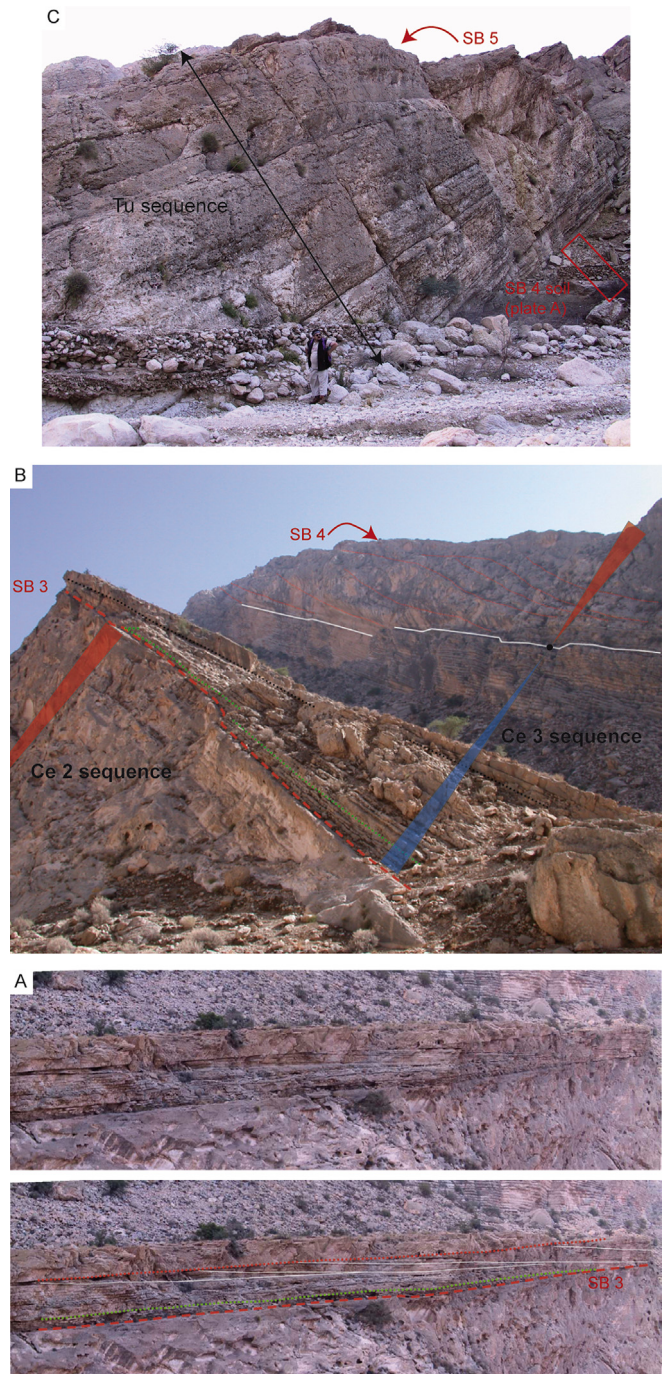 C
SB 5
Tu sequence
SB 4 soil
(plate A)
B
SB 4
SB 3
Ce 2 sequence
Ce 3 sequence
A
SB 3